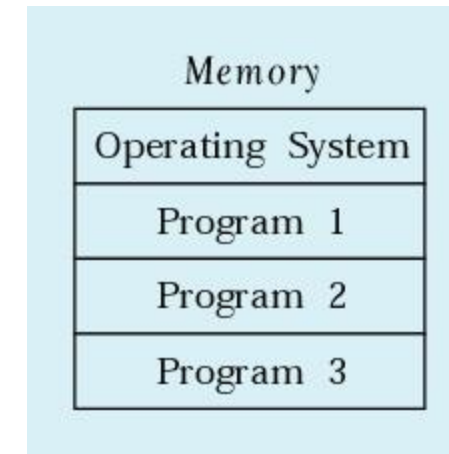 Memory
Operating System
Program 1
Program 2
Program 3